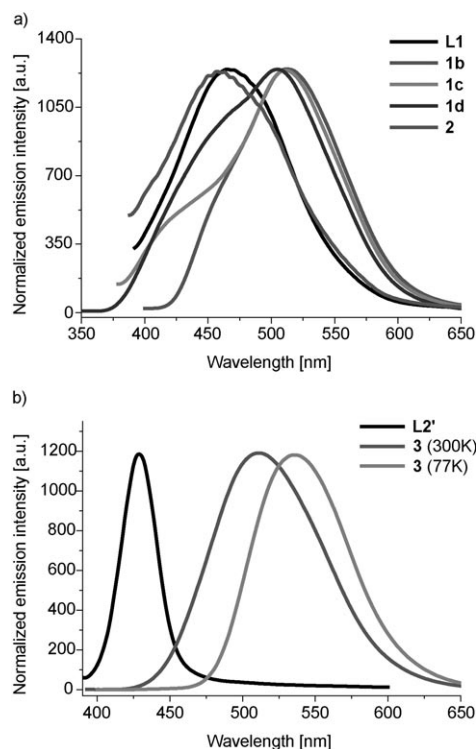 a)
1400
1250
700
350
0
Normalized emission intensity [a.u.]
L1
1b
1c
1d
2
350 400 450 500 550 600 650
Wavelength [nm]
b)
1200
1000
800
600
400
200
0
Normalized emission intensity [a.u.]
L2'
3 (300K)
3 (77K)
400 450 500 550 600 650
Wavelength [nm]